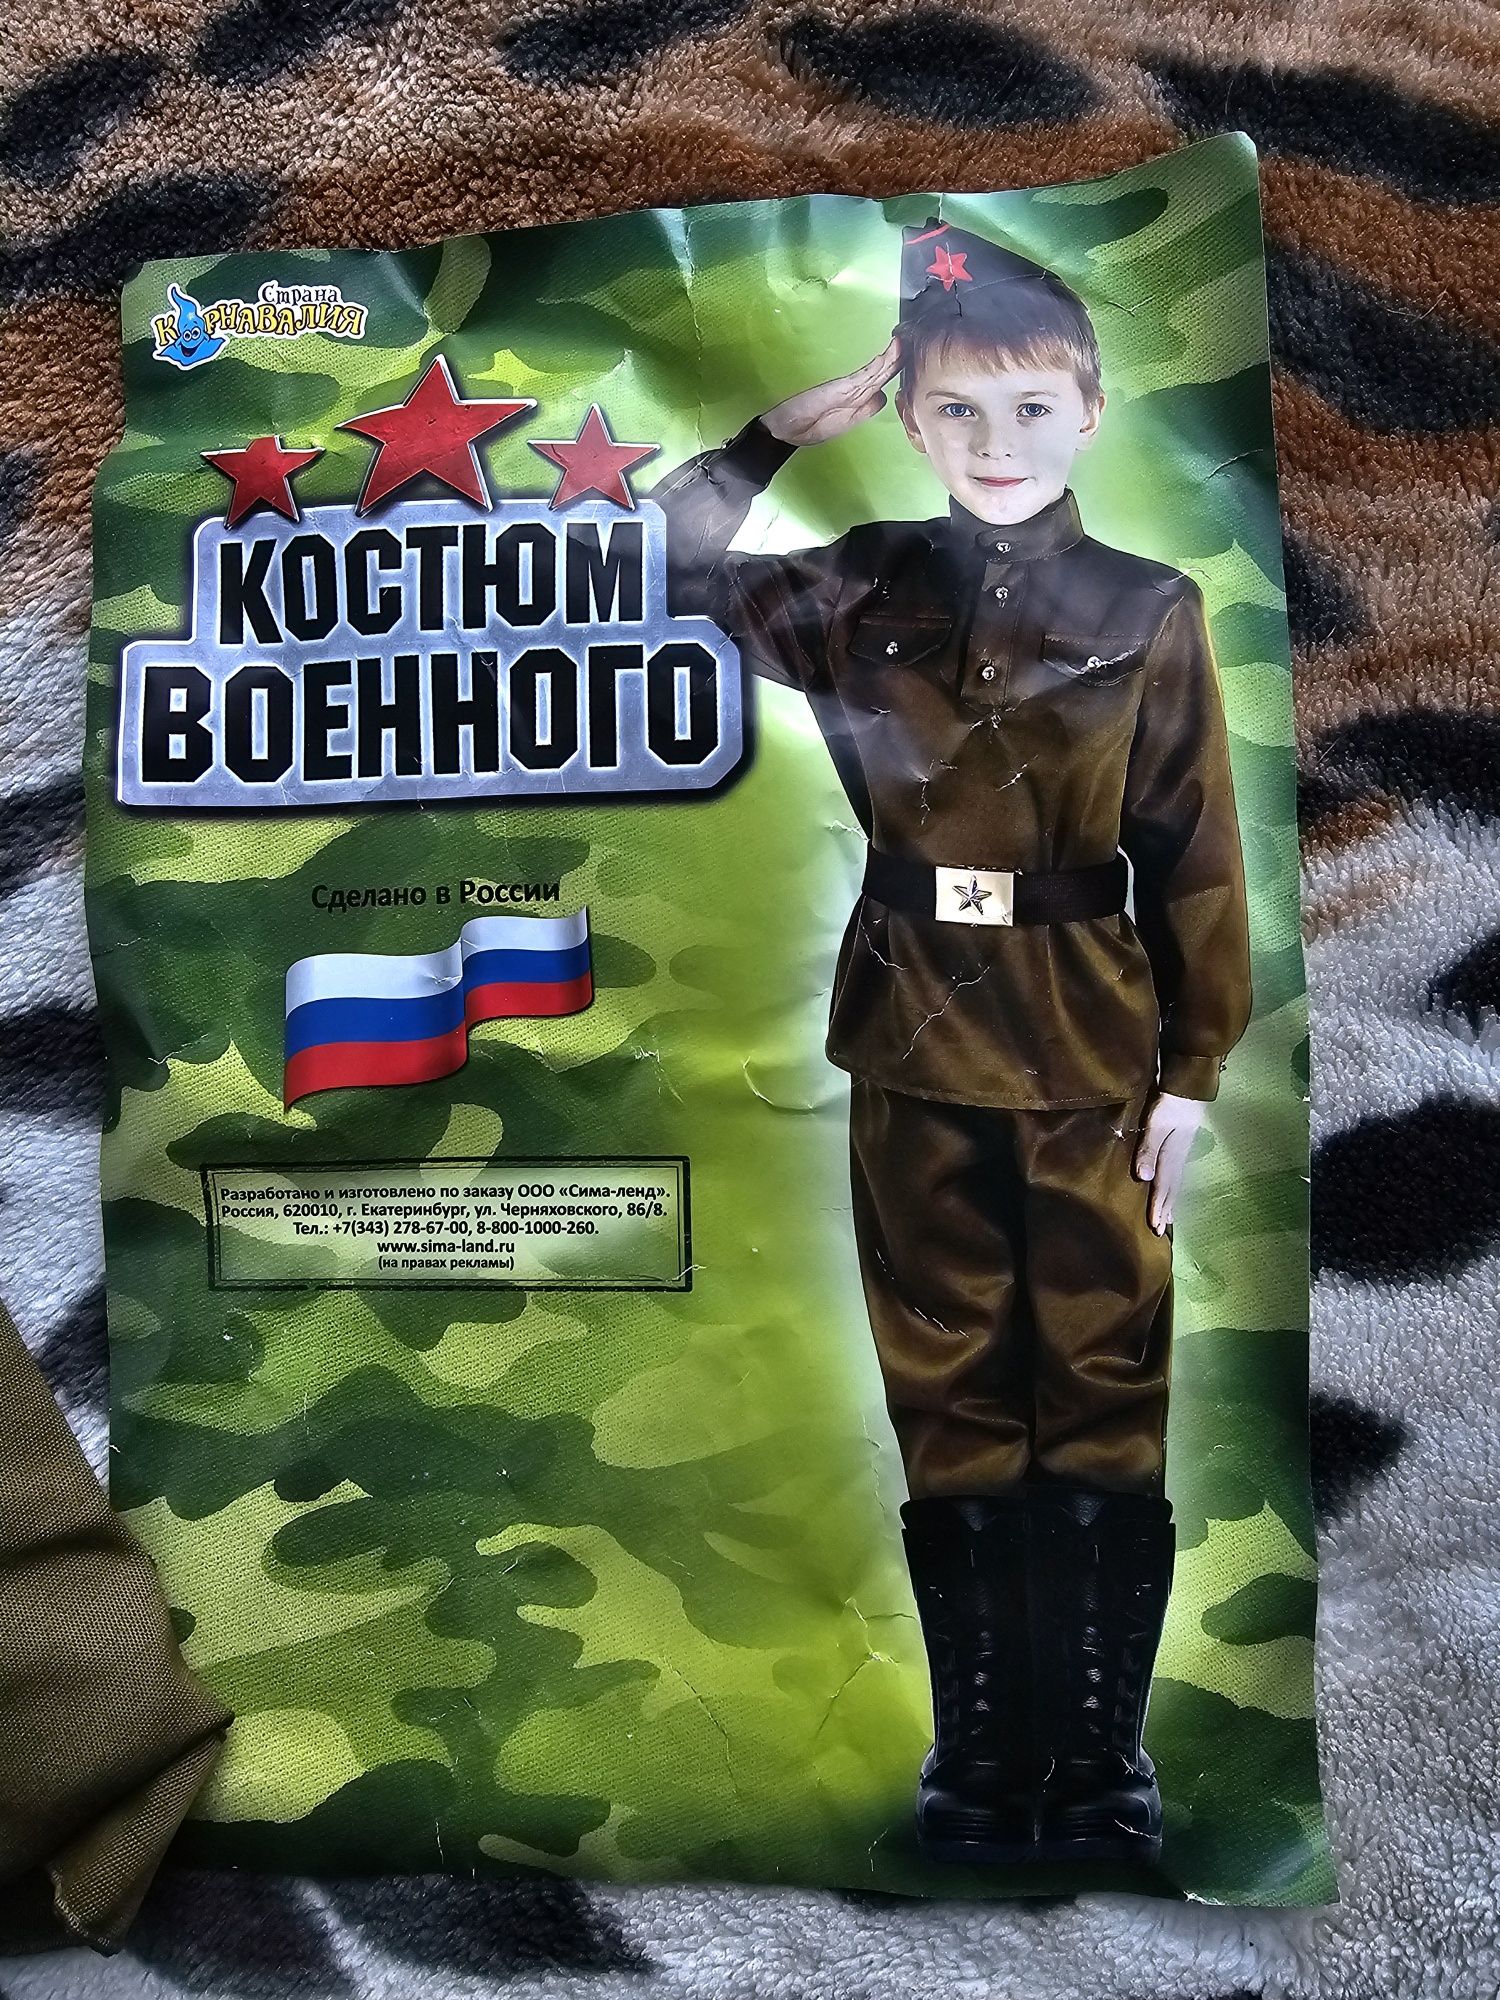 Страна
КАРНАВАЛИЯ
КОСТЮМ
ВОЕННОГО
Сделано в России
Разработано и изготовлено по заказу ООО «Сима-ленд».
Россия, 620010, г. Екатеринбург, ул. Черняховского, 86/8.
Тел.: +7(343) 278-67-00, 8-800-1000-260.
www.sima-land.ru
(на правах рекламы)